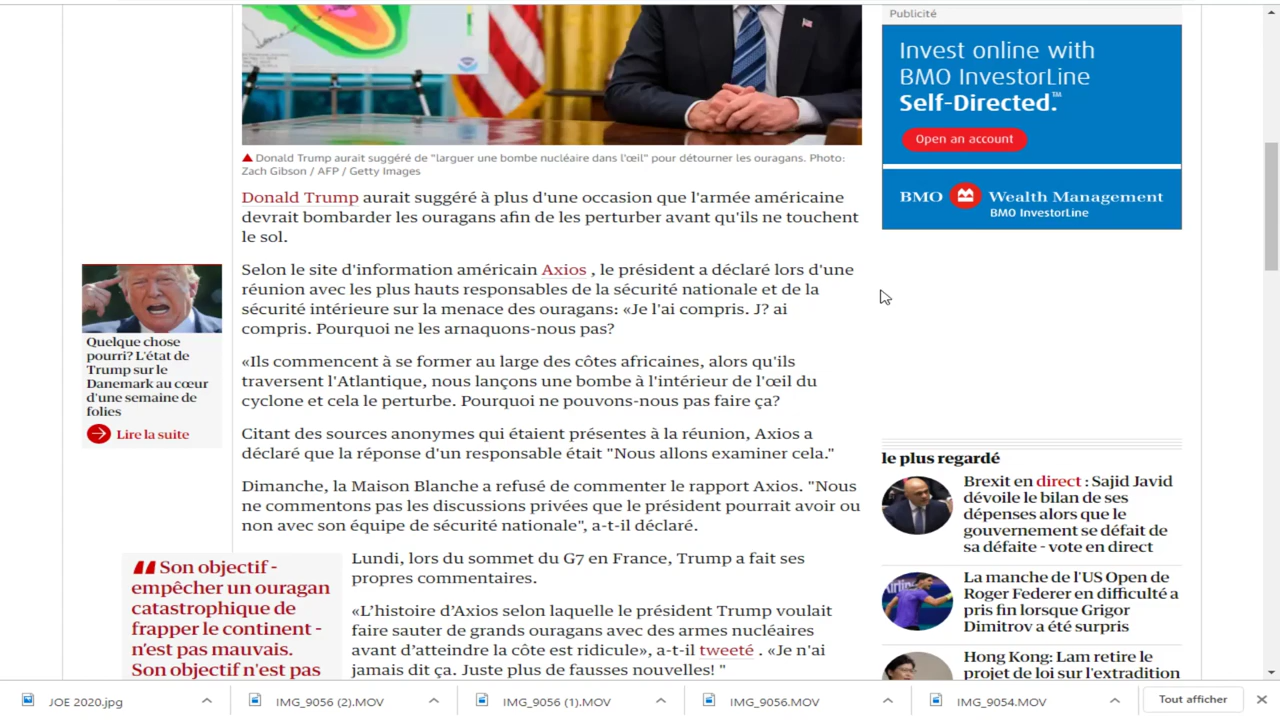 Publicité
Invest online with
BMO InvestorLine
Self-Directed.™
Open an account
BMO Wealth Management
BMO InvestorLine
Donald Trump aurait suggéré de "larguer une bombe nucléaire dans l'œil" pour détourner les ouragans. Photo:
Zach Gibson / AFP / Getty Images
Donald Trump aurait suggéré à plus d'une occasion que l'armée américaine
devrait bombarder les ouragans afin de les perturber avant qu'ils ne touchent
le sol.
Selon le site d'information américain Axios , le président a déclaré lors d'une
réunion avec les plus hauts responsables de la sécurité nationale et de la
sécurité intérieure sur la menace des ouragans: «Je l'ai compris. J? ai
compris. Pourquoi ne les arnaquons-nous pas?
«Ils commencent à se former au large des côtes africaines, alors qu'ils
traversent l'Atlantique, nous lançons une bombe à l'intérieur de l'œil du
cyclone et cela le perturbe. Pourquoi ne pouvons-nous pas faire ça?
Citant des sources anonymes qui étaient présentes à la réunion, Axios a
déclaré que la réponse d'un responsable était "Nous allons examiner cela."
Dimanche, la Maison Blanche a refusé de commenter le rapport Axios. "Nous
ne commentons pas les discussions privées que le président pourrait avoir ou
non avec son équipe de sécurité nationale", a-t-il déclaré.
Lundi, lors du sommet du G7 en France, Trump a fait ses
propres commentaires.
«L'histoire d'Axios selon laquelle le président Trump voulait
faire sauter de grands ouragans avec des armes nucléaires
avant d'atteindre la côte est ridicule», a-t-il tweeté . «Je n'ai
jamais dit ça. Juste plus de fausses nouvelles! "
Quelque chose
pourri? L'état de
Trump sur le
Danemark au cœur
d'une semaine de
folies
Lire la suite
Son objectif -
empêcher un ouragan
catastrophique de
frapper le continent -
n'est pas mauvais.
Son objectif n'est pas
le plus regardé
Brexit en direct : Sajid Javid
dévoile le bilan de ses
dépenses alors que le
gouvernement se défait de
sa défaite - vote en direct
La manche de l'US Open de
Roger Federer en difficulté a
pris fin lorsque Grigor
Dimitrov a été surpris
Hong Kong: Lam retire le
projet de loi sur l'extradition
JOE 2020.jpg
IMG_9056 (2).MOV
IMG_9056 (1).MOV
IMG_9056.MOV
IMG_9054.MOV
Tout afficher